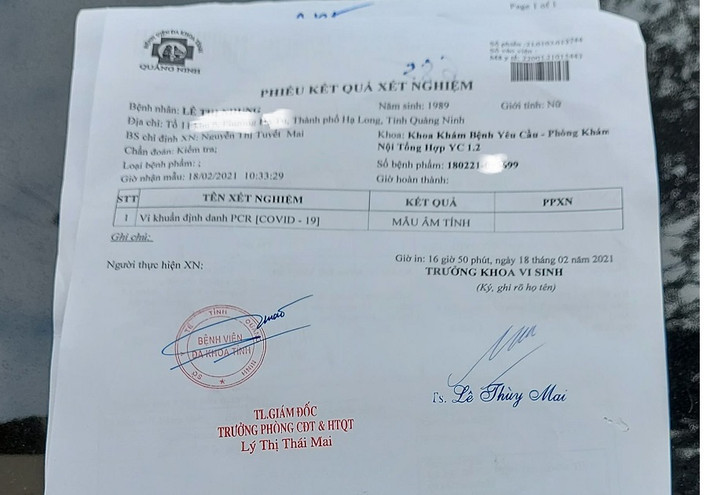 Page 1 of 1
BỆNH VIỆN ĐA KHOA TỈNH
QUẢNG NINH
PHIẾU KẾT QUẢ XÉT NGHIỆM
Bệnh nhân: LÊ
Năm sinh: 1989
Giới tính: Nữ
Địa chỉ: Tổ Thành phố Hạ Long, Tỉnh Quảng Ninh
BS chỉ định XN: Nguyễn Thị Tuyết Mai
Khoa: Khoa Khám Bệnh Yêu Cầu - Phòng Khám Nội Tổng Hợp YC 1.2
Chẩn đoán: Kiểm tra;
Loại bệnh phẩm: ;
Số bệnh phẩm: 180221- 699
Giờ nhận mẫu: 18/02/2021 10:33:29
Giờ hoàn thành:
STT TÊN XÉT NGHIỆM KẾT QUẢ PPXN
1 Vi khuẩn định danh PCR [COVID - 19] MẪU ÂM TÍNH
Ghi chú:
Giờ in: 16 giờ 50 phút, ngày 18 tháng 02 năm 2021
Người thực hiện XN:
TRƯỞNG KHOA VI SINH
(Ký, ghi rõ họ tên)
BỆNH VIỆN
ĐA KHOA TỈNH
Ts. Lê Thùy Mai
TL.GIÁM ĐỐC
TRƯỞNG PHÒNG CĐT & HTQT
Lý Thị Thái Mai